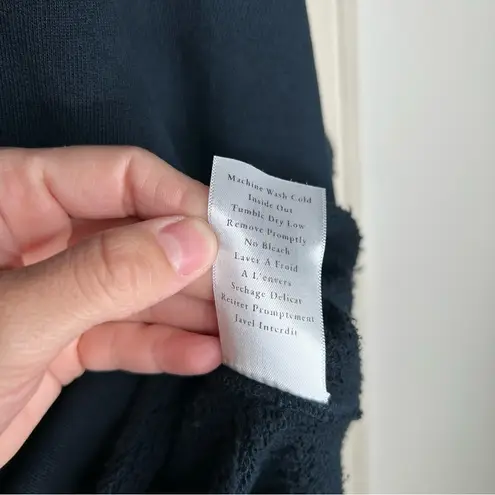 Machine Wash Cold
Inside Out
Tumble Dry Low
Remove Promptly
No Bleach
Laver A Froid
A L'envers
Sechage Delicat
Retirer Promptement
Javel Interdit